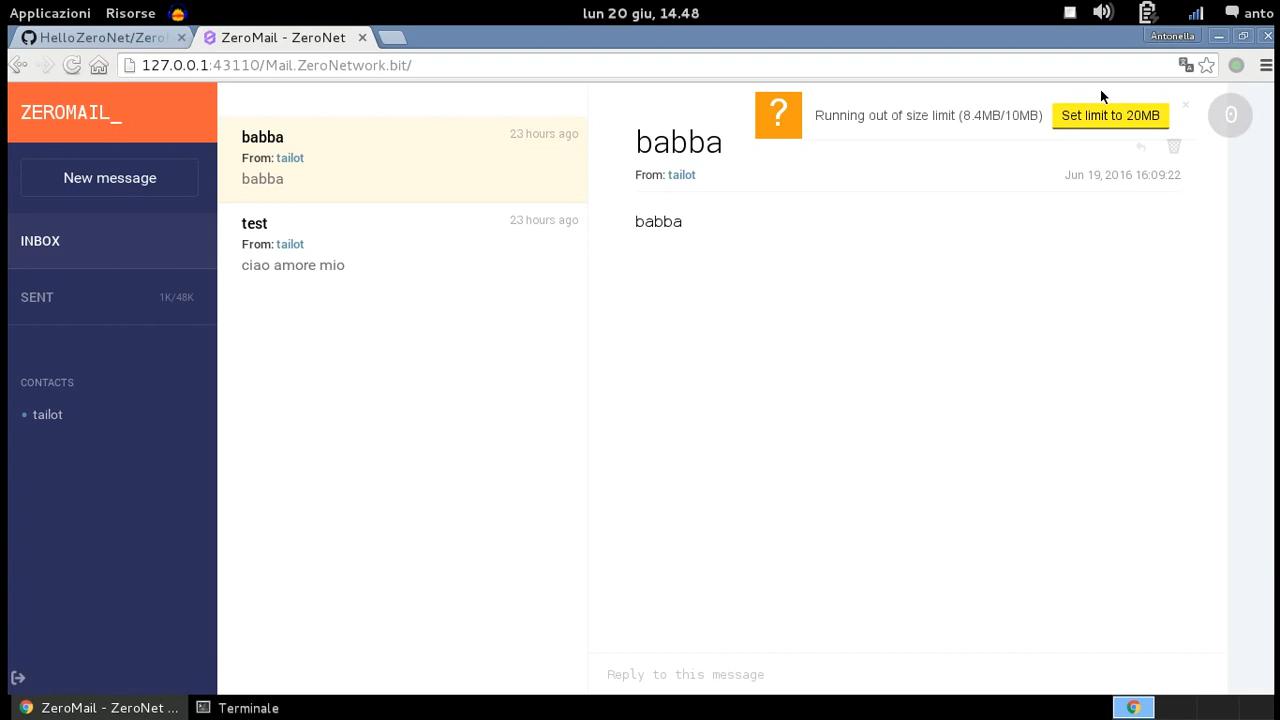 Applicazioni Risorse
lun 20 giu, 14.48
anto
HelloZeroNet/Zero
ZeroMail - ZeroNet
Antonella
127.0.0.1:43110/Mail.ZeroNetwork.bit/
ZEROMAIL_
New message
INBOX
SENT 1K/48K
CONTACTS
tailot
babba 23 hours ago
From: tailot
babba
test 23 hours ago
From: tailot
ciao amore mio
? Running out of size limit (8.4MB/10MB) Set limit to 20MB ×
0
babba
From: tailot Jun 19, 2016 16:09:22
babba
Reply to this message
ZeroMail - ZeroNet ...
Terminale